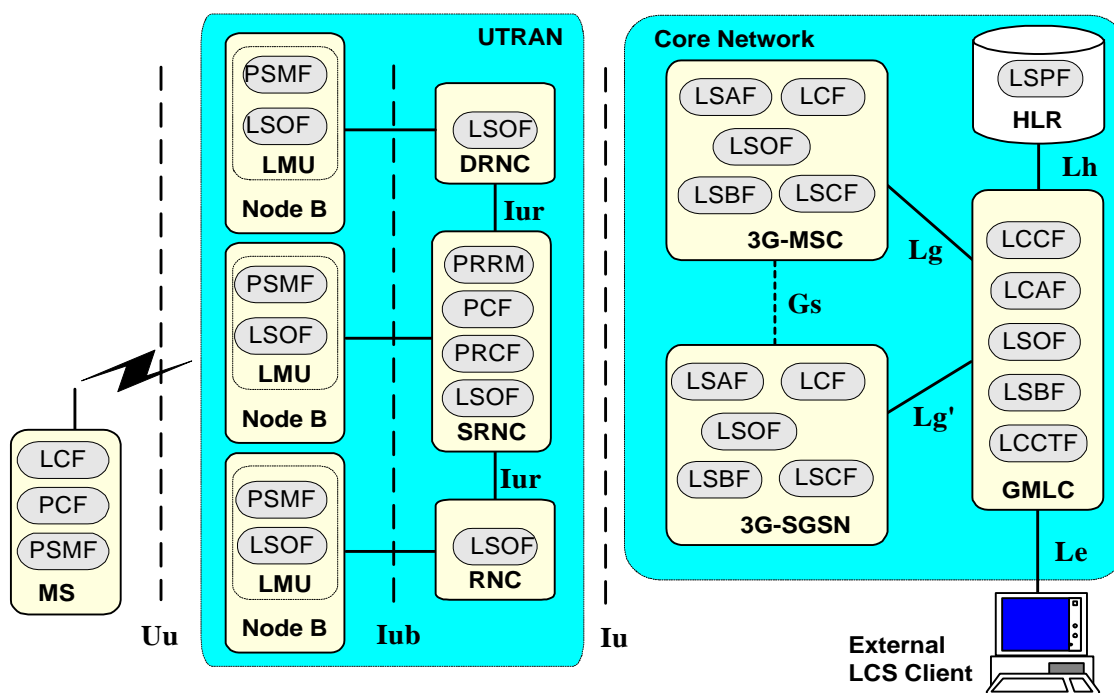 UTRAN
PSMF
LSOF
LMU
Node B
LSOF
DRNC
Iur
PSMF
LSOF
LMU
Node B
PRRM
PCF
PRCF
LSOF
SRNC
Iur
PSMF
LSOF
LMU
Node B
LSOF
RNC
LCF
PCF
PSMF
MS
Uu
Iub
Iu
Core Network
LSAF
LCF
LSOF
LSBF
LSCF
3G-MSC
Gs
LSAF
LCF
LSOF
LSBF
LSCF
3G-SGSN
LSPF
HLR
Lh
Lg
Lg'
LCCF
LCAF
LSOF
LSBF
LCCTF
GMLC
Le
External
LCS Client